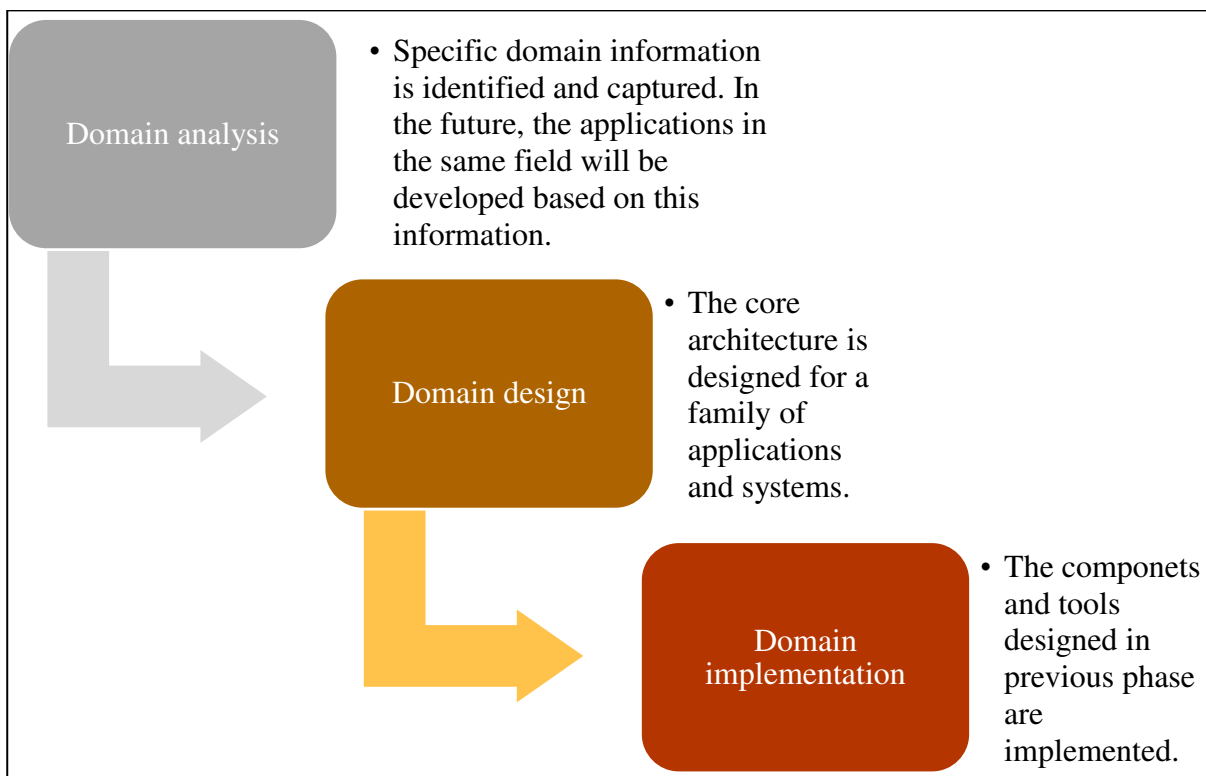 Domain analysis
• Specific domain information
is identified and captured. In
the future, the applications in
the same field will be
developed based on this
information.
Domain design
• The core
architecture is
designed for a
family of
applications
and systems.
Domain
implementation
• The componets
and tools
designed in
previous phase
are
implemented.